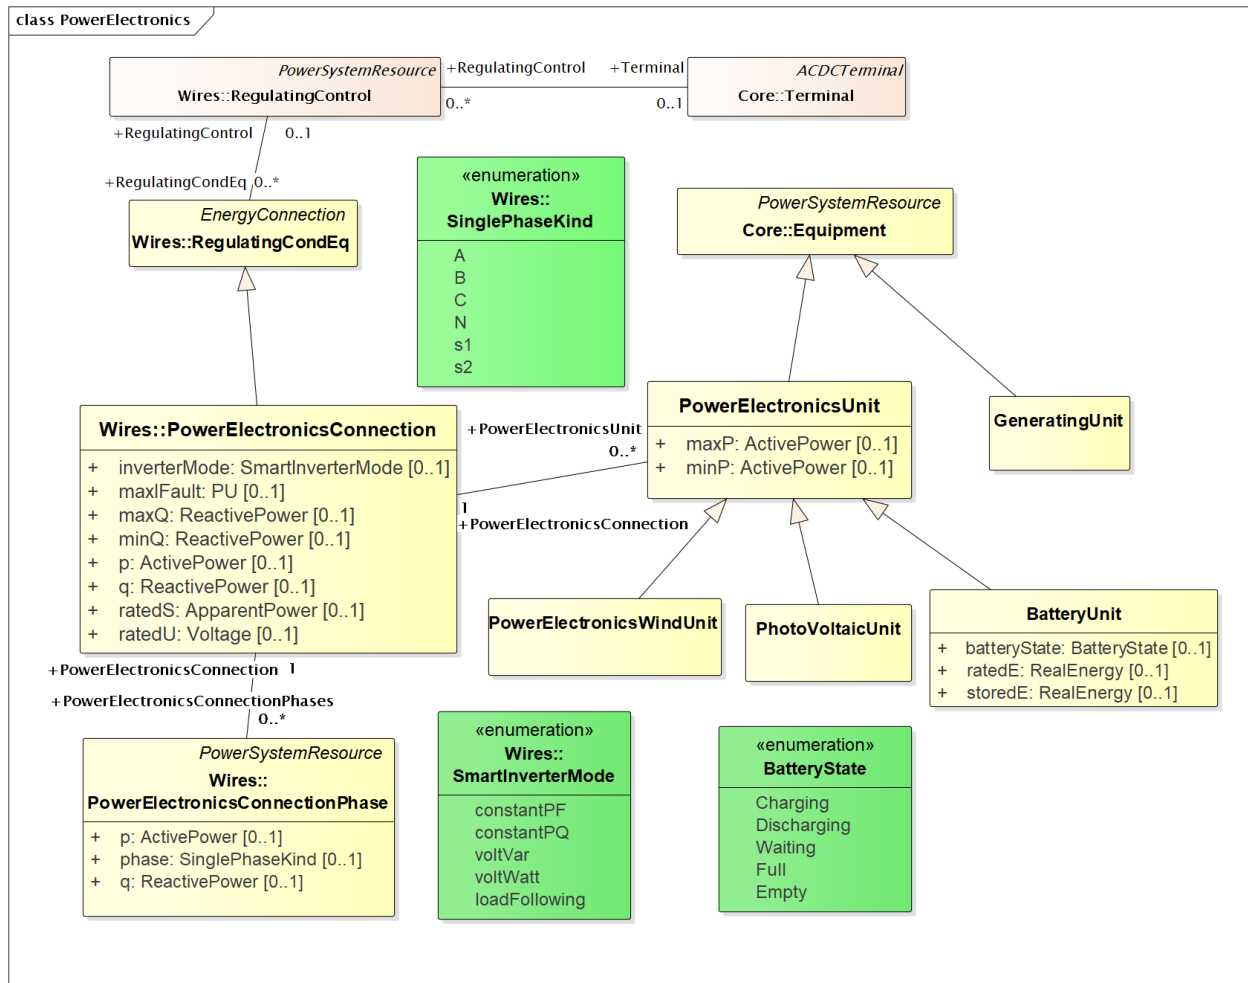 class PowerElectronics
PowerSystemResource
Wires::RegulatingControl
+RegulatingControl
+Terminal
0..*
0..1
ACDCTerminal
Core::Terminal
+RegulatingControl
0..1
+RegulatingCondEq
0..*
EnergyConnection
Wires::RegulatingCondEq
«enumeration»
Wires::
SinglePhaseKind
A
B
C
N
s1
s2
PowerSystemResource
Core::Equipment
Wires::PowerElectronicsConnection
+ inverterMode: SmartInverterMode [0..1]
+ maxIFault: PU [0..1]
+ maxQ: ReactivePower [0..1]
+ minQ: ReactivePower [0..1]
+ p: ActivePower [0..1]
+ q: ReactivePower [0..1]
+ ratedS: ApparentPower [0..1]
+ ratedU: Voltage [0..1]
+PowerElectronicsUnit
0..*
1
+PowerElectronicsConnection
PowerElectronicsUnit
+ maxP: ActivePower [0..1]
+ minP: ActivePower [0..1]
GeneratingUnit
PowerElectronicsWindUnit
PhotoVoltaicUnit
BatteryUnit
+ batteryState: BatteryState [0..1]
+ ratedE: RealEnergy [0..1]
+ storedE: RealEnergy [0..1]
+PowerElectronicsConnection 1
+PowerElectronicsConnectionPhases
0..*
PowerSystemResource
Wires::
PowerElectronicsConnectionPhase
+ p: ActivePower [0..1]
+ phase: SinglePhaseKind [0..1]
+ q: ReactivePower [0..1]
«enumeration»
Wires::
SmartInverterMode
constantPF
constantPQ
voltVar
voltWatt
loadFollowing
«enumeration»
BatteryState
Charging
Discharging
Waiting
Full
Empty